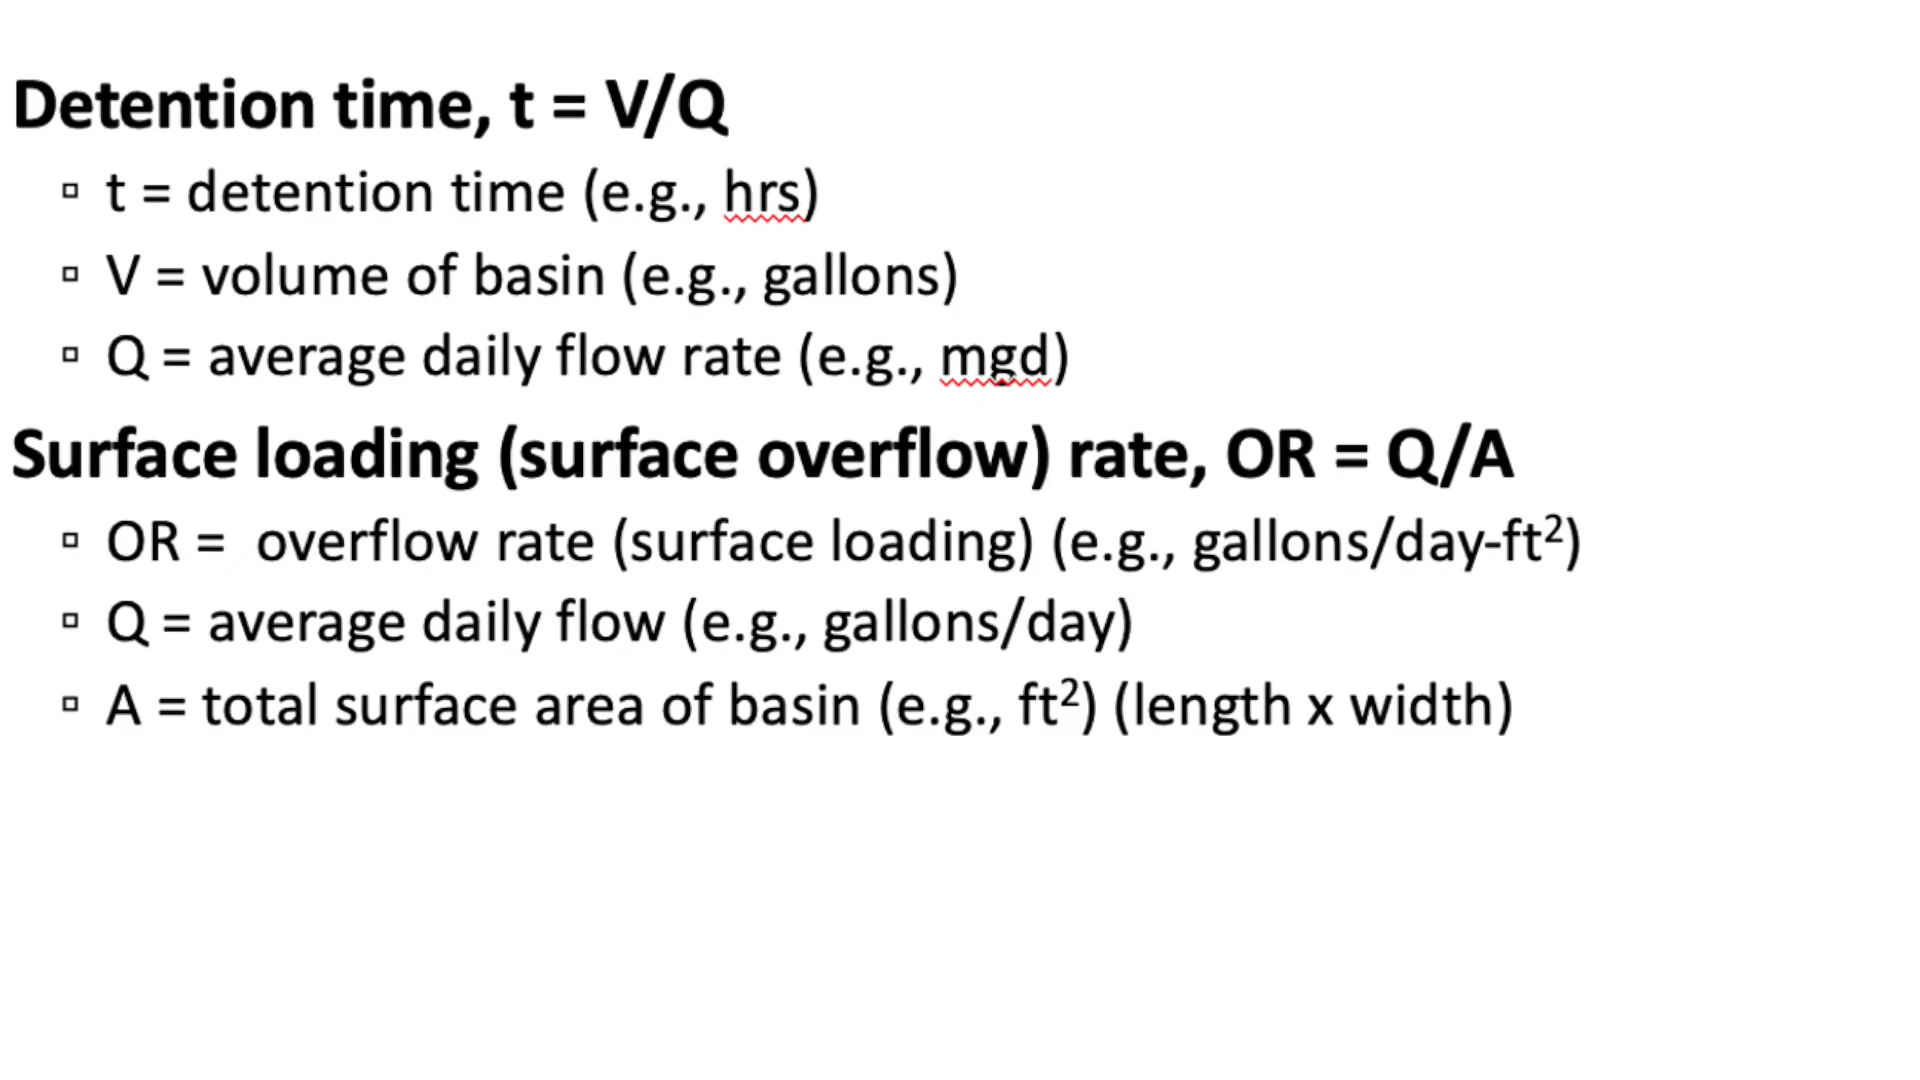 Detention time, t = V/Q
▫ t = detention time (e.g., hrs)
▫ V = volume of basin (e.g., gallons)
▫ Q = average daily flow rate (e.g., mgd)
Surface loading (surface overflow) rate, OR = Q/A
▫ OR =  overflow rate (surface loading) (e.g., gallons/day-ft²)
▫ Q = average daily flow (e.g., gallons/day)
▫ A = total surface area of basin (e.g., ft²) (length x width)